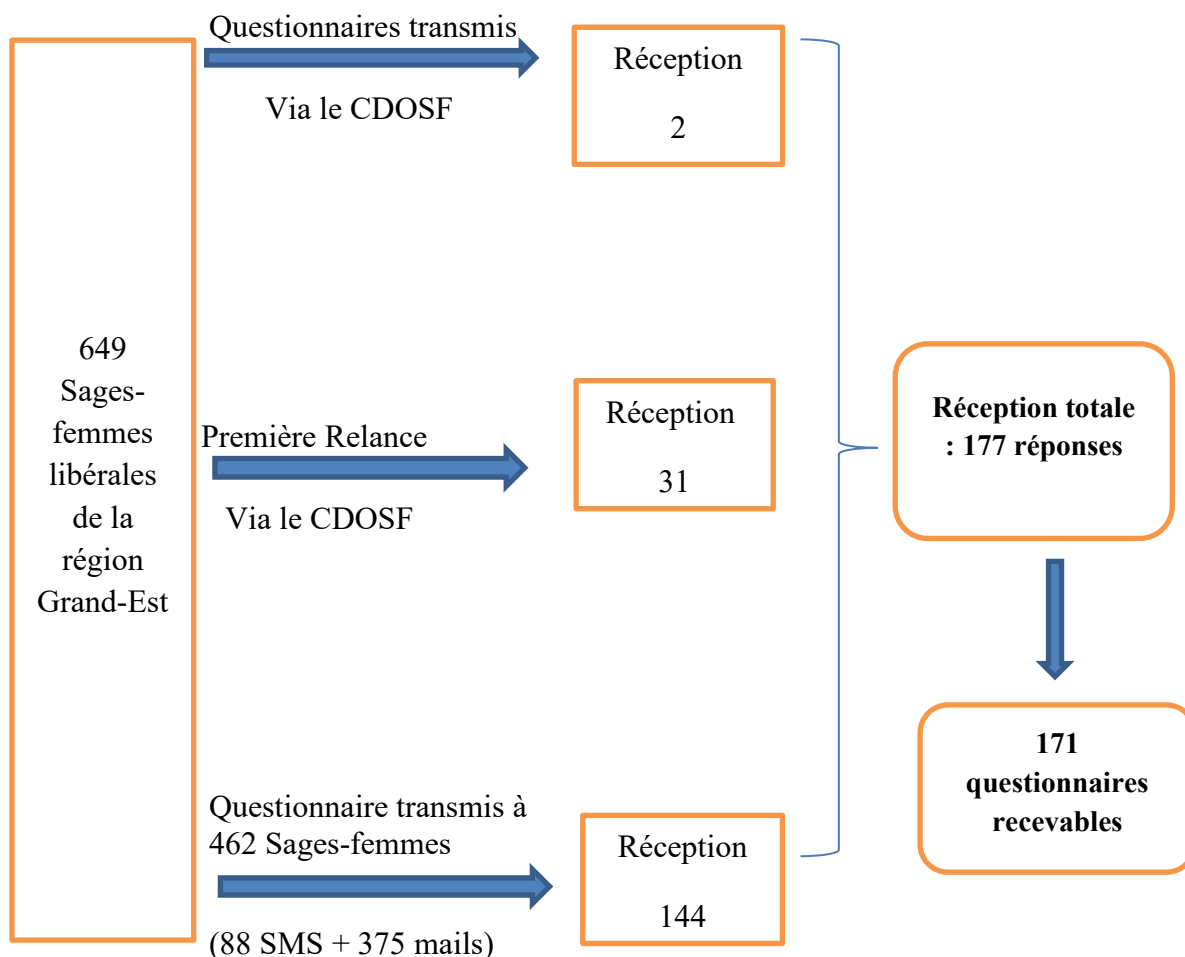 649
Sages-
femmes
libérales
de la
région
Grand-Est
Questionnaires transmis
Via le CDOSF
Réception
2
Première Relance
Via le CDOSF
Réception
31
Questionnaire transmis à
462 Sages-femmes
(88 SMS + 375 mails)
Réception
144
Réception totale
: 177 réponses
171
questionnaires
recevables